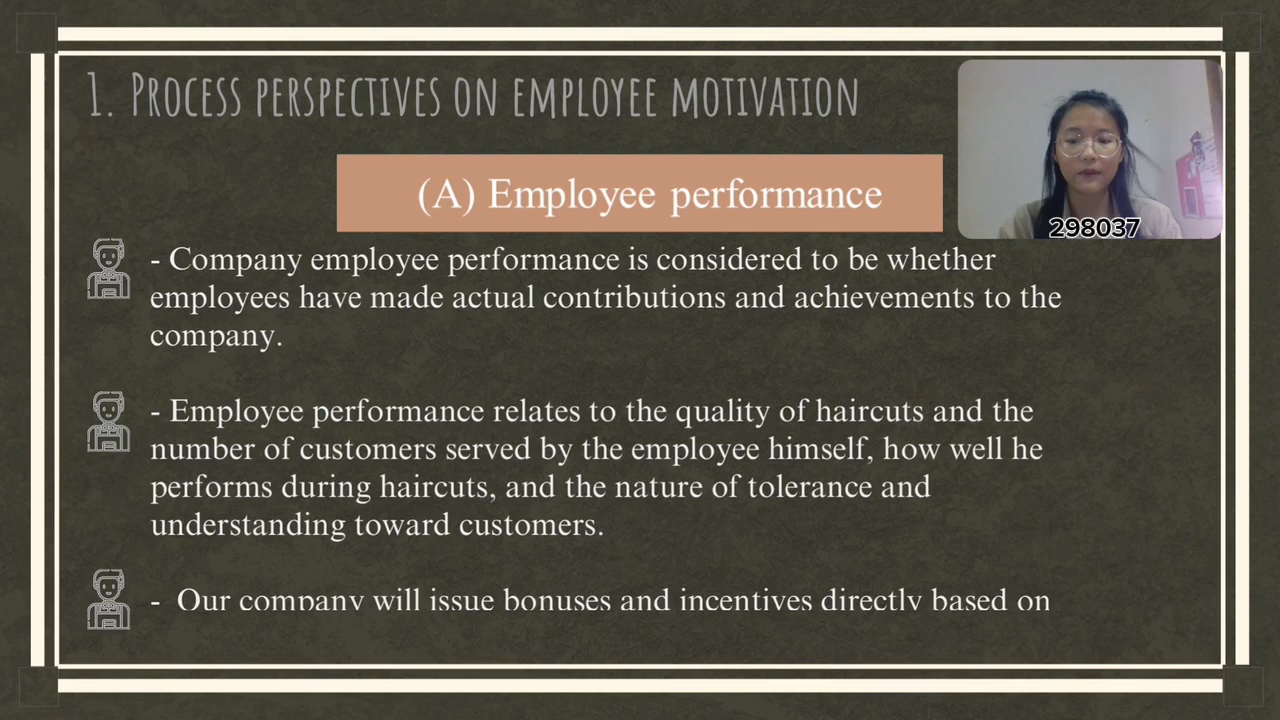 1. Process perspectives on employee motivation
(A) Employee performance
298037
- Company employee performance is considered to be whether
employees have made actual contributions and achievements to the
company.
- Employee performance relates to the quality of haircuts and the
number of customers served by the employee himself, how well he
performs during haircuts, and the nature of tolerance and
understanding toward customers.
- Our company will issue bonuses and incentives directly based on